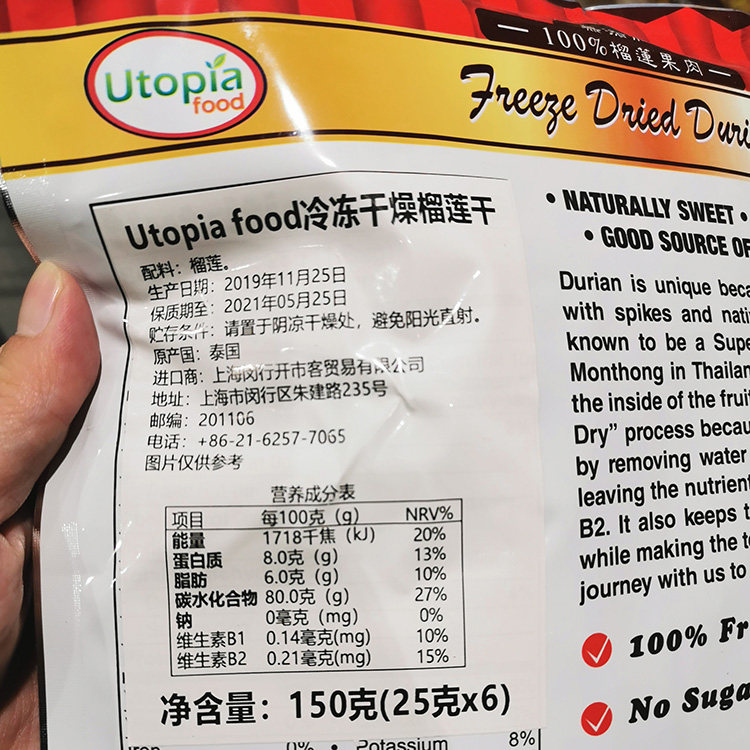 100%榴蓮果肉
Utopia
food
Freeze Dried Duri
Utopia food冷冻干燥榴莲干
配料：榴莲。
生产日期：2019年11月25日
保质期至：2021年05月25日
贮存条件：请置于阴凉干燥处，避免阳光直射。
原产国：泰国
进口商：上海闵行开市客贸易有限公司
地址：上海市闵行区朱建路235号
邮编：201106
电话：+86-21-6257-7065
图片仅供参考
营养成分表
项目 每100克（g） NRV%
能量 1718千焦（kJ） 20%
蛋白质 8.0克(g) 13%
脂肪 6.0克(g) 10%
碳水化合物 80.0克（g） 27%
钠 0毫克（mg） 0%
维生素B1 0.14毫克(mg) 10%
维生素B2 0.21毫克(mg) 15%
净含量：150克(25克x6)
0% • Potassium 8%
• NATURALLY SWEET •
• GOOD SOURCE OF
Durian is unique beca
with spikes and nati
known to be a Supe
Monthong in Thailan
the inside of the fruit
Dry” process becau
by removing water
leaving the nutrient
B2. It also keeps t
while making the t
journey with us to
100% Fr
No Suga